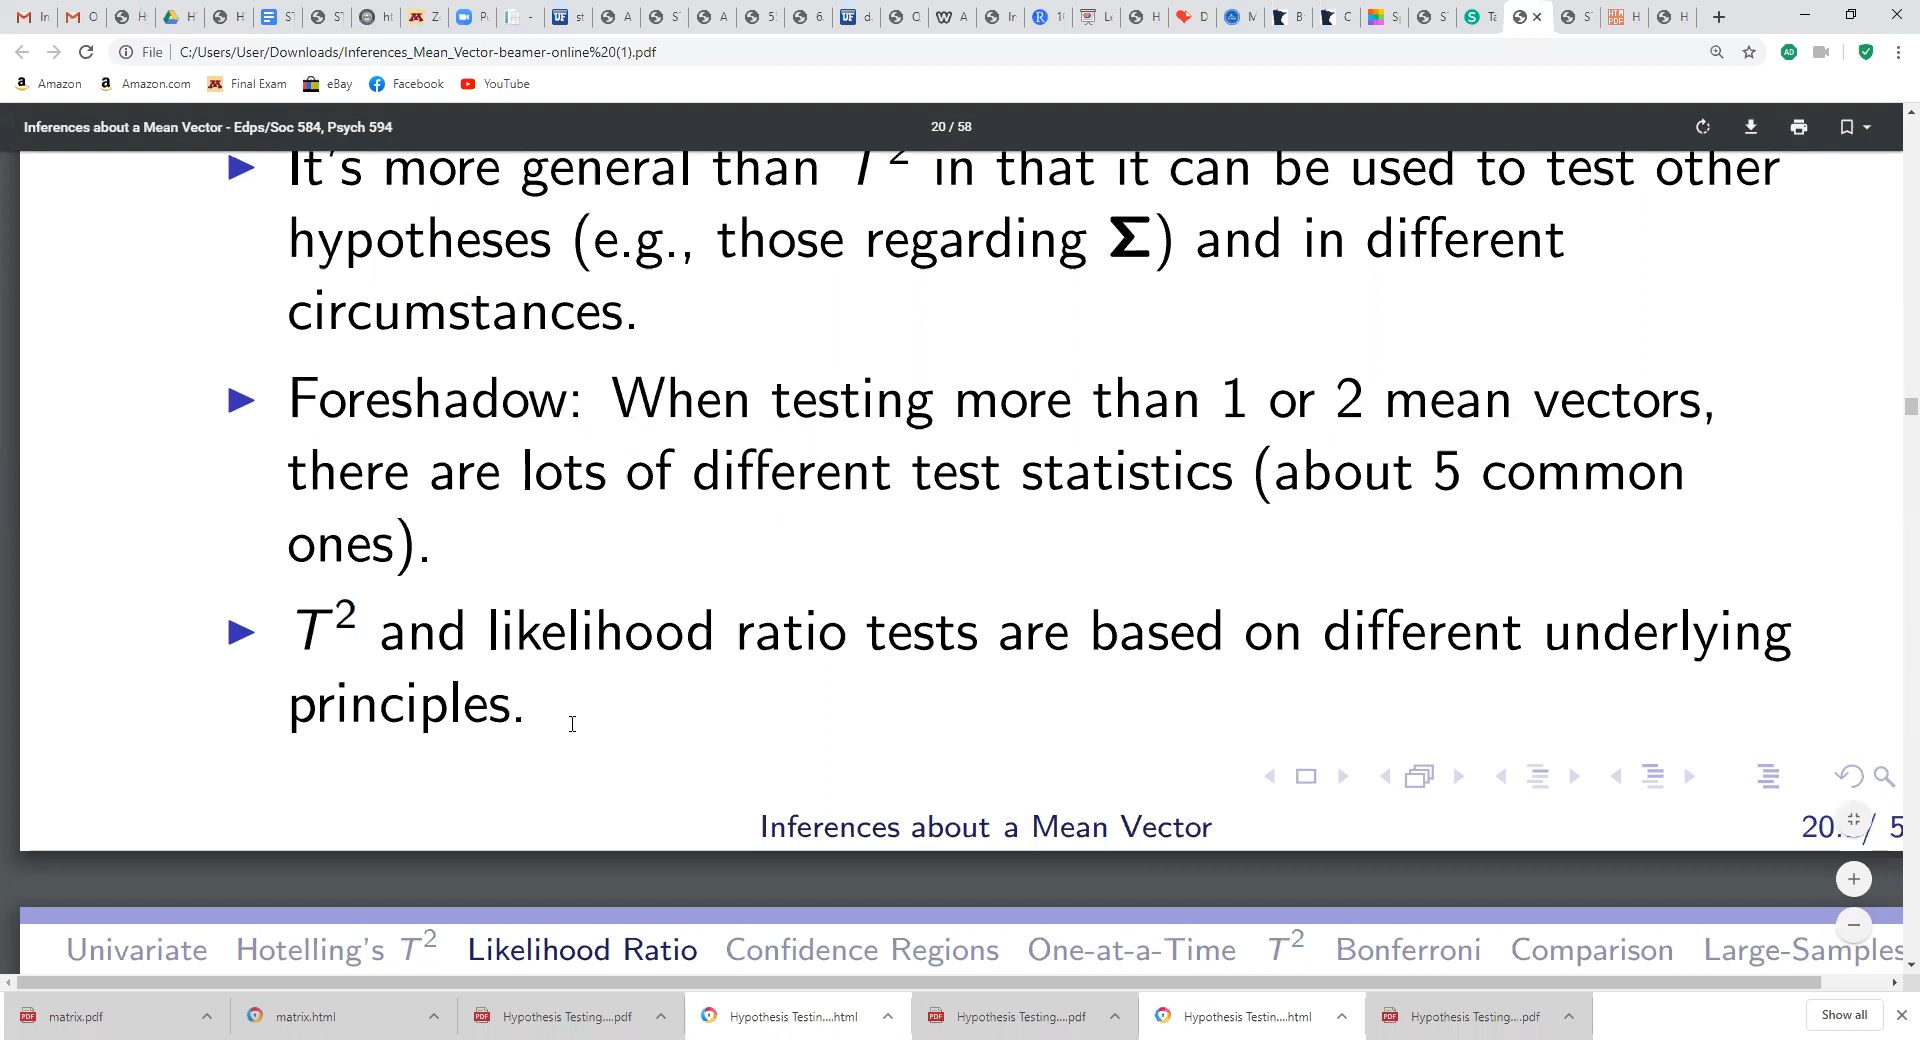 File C:/Users/User/Downloads/Inferences_Mean_Vector-beamer-online%20(1).pdf
Amazon Amazon.com Final Exam eBay Facebook YouTube
Inferences about a Mean Vector - Edps/Soc 584, Psych 594 20 / 58
It's more general than T² in that it can be used to test other
hypotheses (e.g., those regarding Σ) and in different
circumstances.
Foreshadow: When testing more than 1 or 2 mean vectors,
there are lots of different test statistics (about 5 common
ones).
T² and likelihood ratio tests are based on different underlying
principles.
Inferences about a Mean Vector
Univariate Hotelling's T² Likelihood Ratio Confidence Regions One-at-a-Time T² Bonferroni Comparison Large-Samples
matrix.pdf matrix.html Hypothesis Testing....pdf Hypothesis Testin....html Hypothesis Testing....pdf Hypothesis Testin....html Hypothesis Testing....pdf Show all